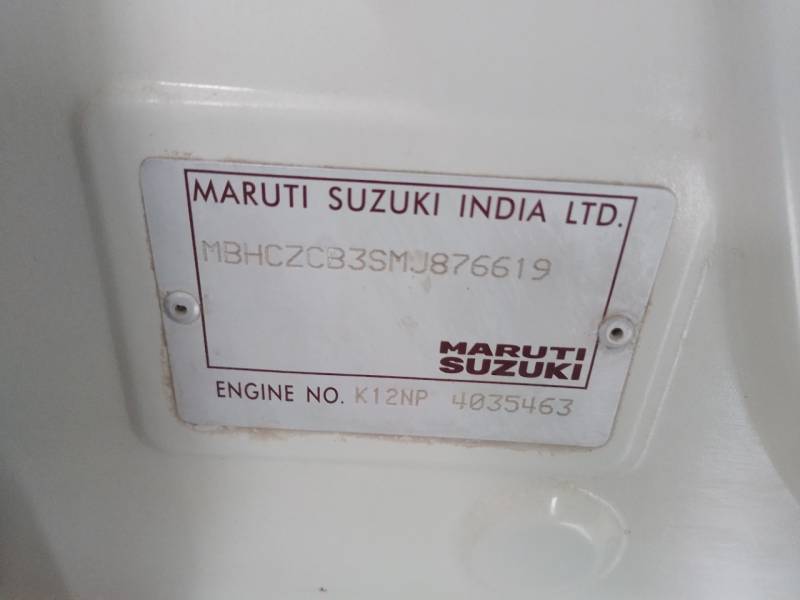 MARUTI SUZUKI INDIA LTD.
MBHCZCB3SMJ876619
MARUTI
SUZUKI
ENGINE NO. K12NP 4035463